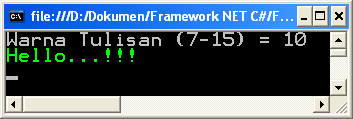 file:///D:/Dokumen/Framework NET C#/F...
Warna Tulisan (7-15) = 10
Hello...!!!